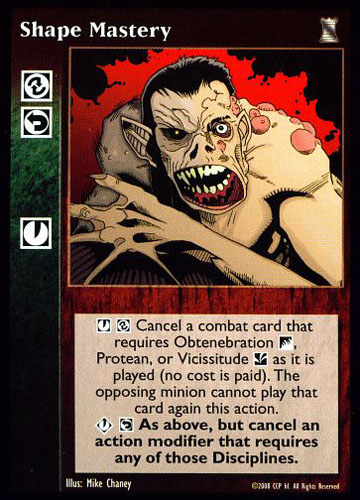 Shape Mastery
Cancel a combat card that
requires Obtenebration ,
Protean, or Vicissitude as it is
played (no cost is paid). The
opposing minion cannot play that
card again this action.
As above, but cancel an
action modifier that requires
any of those Disciplines.
Illus: Mike Chaney ©2008 CCP hf. All Rights Reserved